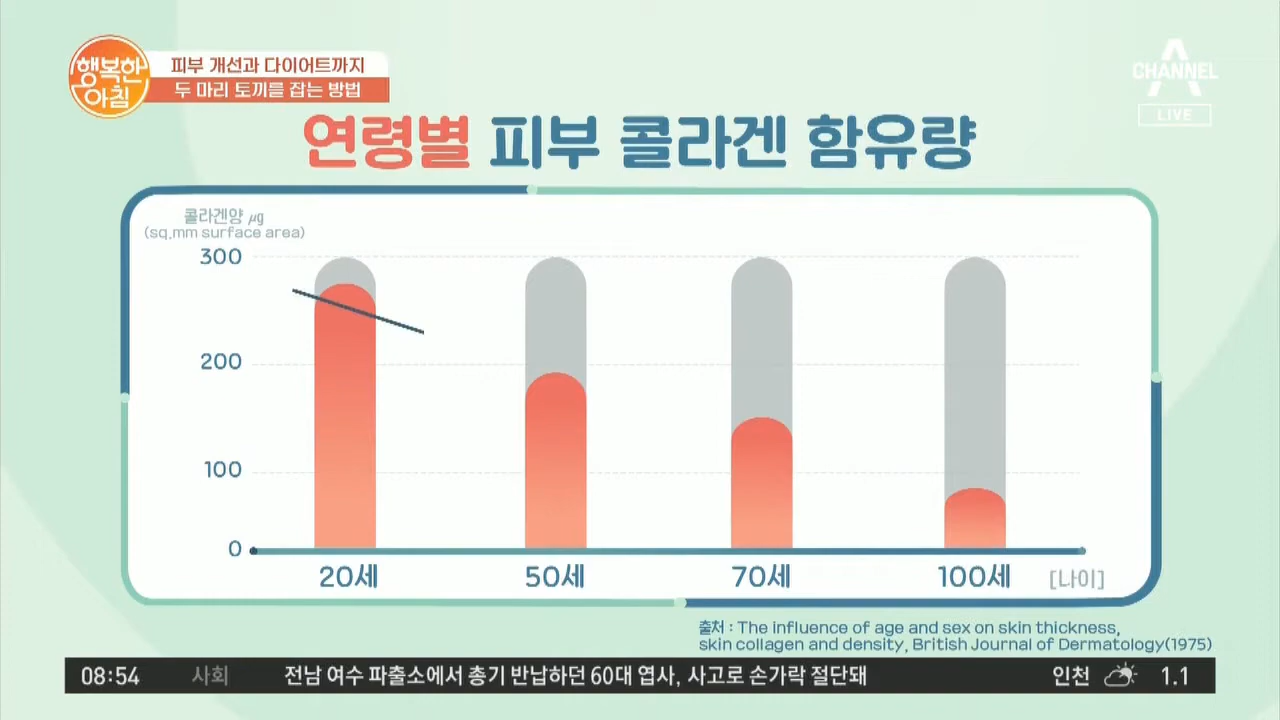 행복한
아침
피부 개선과 다이어트까지
두 마리 토끼를 잡는 방법
CHANNEL
LIVE
연령별 피부 콜라겐 함유량
콜라겐양 ㎍
(sq.mm surface area)
300
200
100
0
20세
50세
70세
100세
[나이]
출처 : The influence of age and sex on skin thickness,
skin collagen and density, British Journal of Dermatology(1975)
08:54 사회 전남 여수 파출소에서 총기 반납하던 60대 엽사, 사고로 손가락 절단돼 인천 1.1